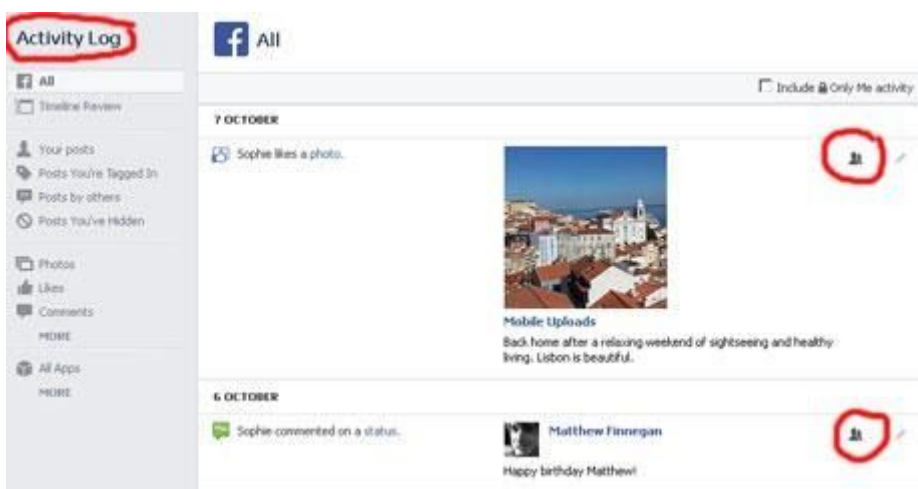 Activity Log
All
Timeline Review
Your posts
Posts You're Tagged In
Posts by others
Posts You've Hidden
Photos
Likes
Comments
MORE
All Apps
MORE
All
Include Only Me activity
7 OCTOBER
Sophie likes a photo.
Mobile Uploads
Back home after a relaxing weekend of sightseeing and healthy
living. Lisbon is beautiful.
6 OCTOBER
Sophie commented on a status.
Matthew Finnegan
Happy birthday Matthew!